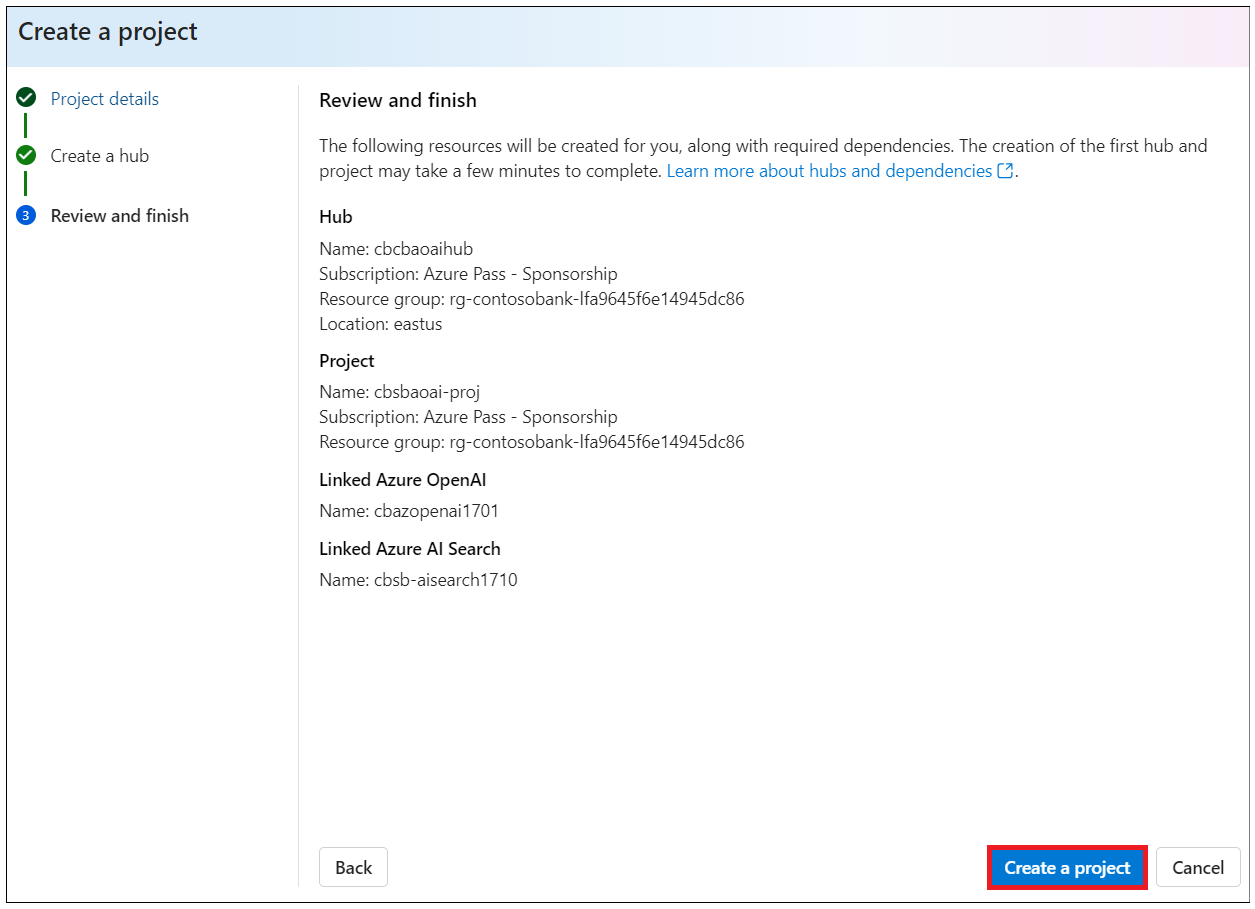 Create a project
Project details
Create a hub
3
Review and finish
Review and finish
The following resources will be created for you, along with required dependencies. The creation of the first hub and
project may take a few minutes to complete. Learn more about hubs and dependencies.
Hub
Name: cbcbaoaihub
Subscription: Azure Pass - Sponsorship
Resource group: rg-contosobank-lfa9645f6e14945dc86
Location: eastus
Project
Name: cbsbaoai-proj
Subscription: Azure Pass - Sponsorship
Resource group: rg-contosobank-lfa9645f6e14945dc86
Linked Azure OpenAI
Name: cbazopenai1701
Linked Azure AI Search
Name: cbsb-aisearch1710
Back
Create a project
Cancel